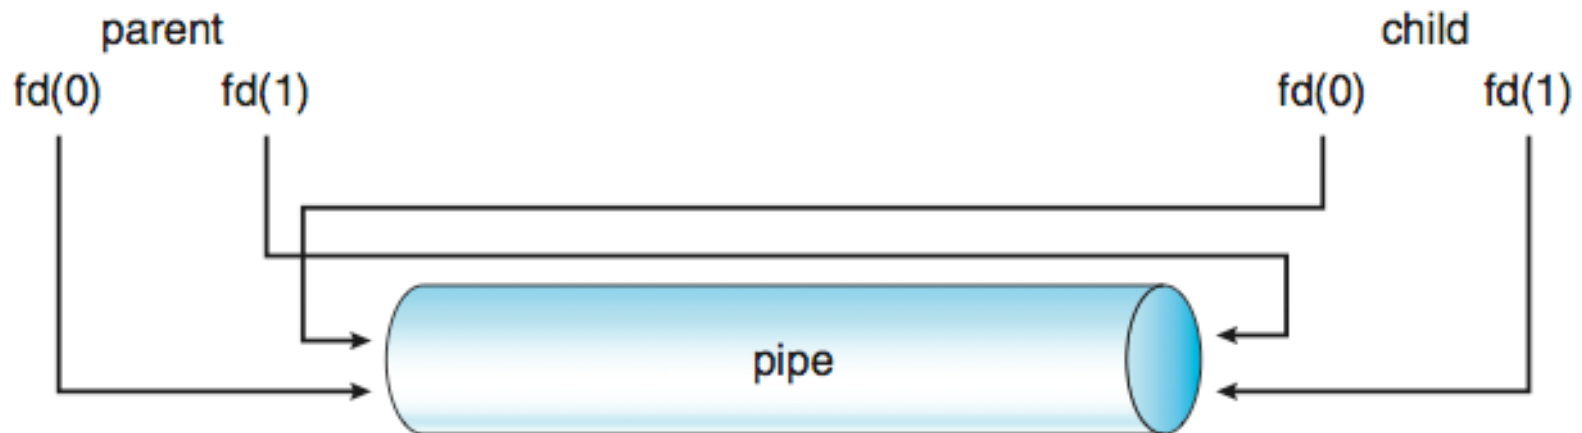 parent child
fd(0) fd(1) fd(0) fd(1)
pipe